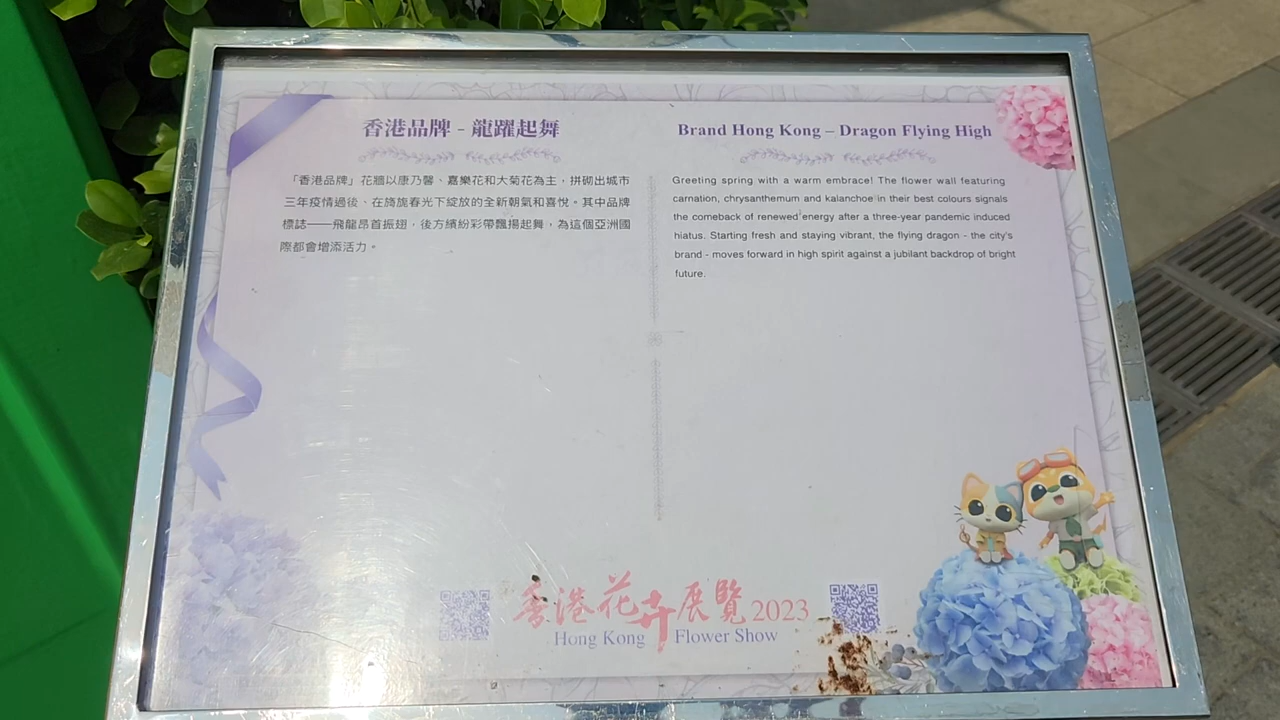 香港品牌 - 龍躍起舞
「香港品牌」花牆以康乃馨、嘉樂花和大菊花為主，拼砌出城市
三年疫情過後、在旖旎春光下綻放的全新朝氣和喜悅。其中品牌
標誌——飛龍昂首振翅，後方繽紛彩帶飄揚起舞，為這個亞洲國
際都會增添活力。
Brand Hong Kong – Dragon Flying High
Greeting spring with a warm embrace! The flower wall featuring
carnation, chrysanthemum and kalanchoe in their best colours signals
the comeback of renewed energy after a three-year pandemic induced
hiatus. Starting fresh and staying vibrant, the flying dragon - the city's
brand - moves forward in high spirit against a jubilant backdrop of bright
future.
香港花卉展覽2023
Hong Kong Flower Show